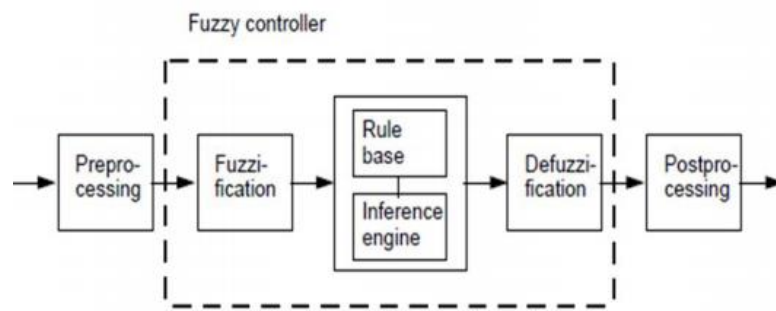 Fuzzy controller
Prepro-
cessing
Fuzzi-
fication
Rule
base
Inference
engine
Defuzzi-
fication
Postpro-
cessing